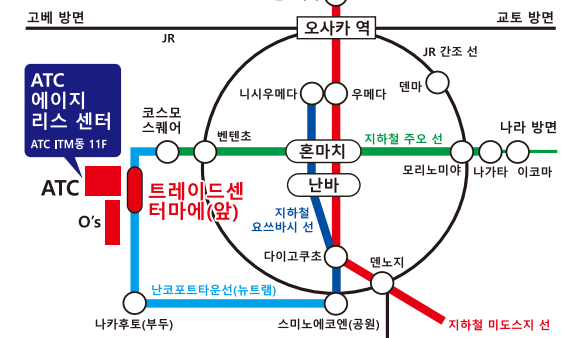 고베 방면
오사카 역
교토 방면
JR
JR 간조 선
ATC
에이지
리스 센터
ATC ITM동 11F
니시우메다
우메다
덴마
코스모
스퀘어
벤텐초
혼마치
지하철 주오 선
나라 방면
모리노미야
나가타
이코마
ATC
트레이드센
터마에(앞)
난바
O's
지하철
요쓰바시 선
다이고쿠초
덴노지
난코포트타운선(뉴트램)
나카후토(부두)
스미노에코엔(공원)
지하철 미도스지 선